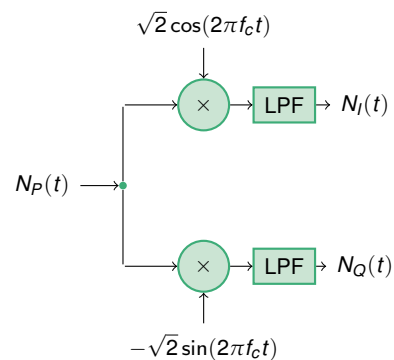 √2 cos(2πf_c t)
×
LPF
N_I(t)
N_P(t)
×
LPF
N_Q(t)
−√2 sin(2πf_c t)